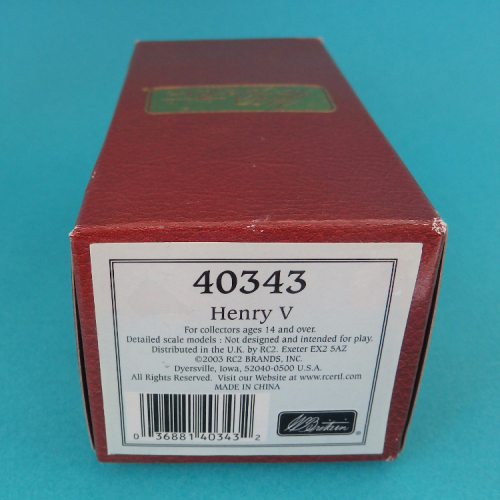 40343
Henry V
For collectors ages 14 and over.
Detailed scale models : Not designed and intended for play.
Distributed in the U.K. by RC2. Exeter EX2 5AZ
©2003 RC2 BRANDS, INC.
Dyersville, Iowa, 52040-0500 U.S.A.
All Rights Reserved. Visit our Website at www.rcertl.com
MADE IN CHINA
0 36881 40343 2
W. Britain ®